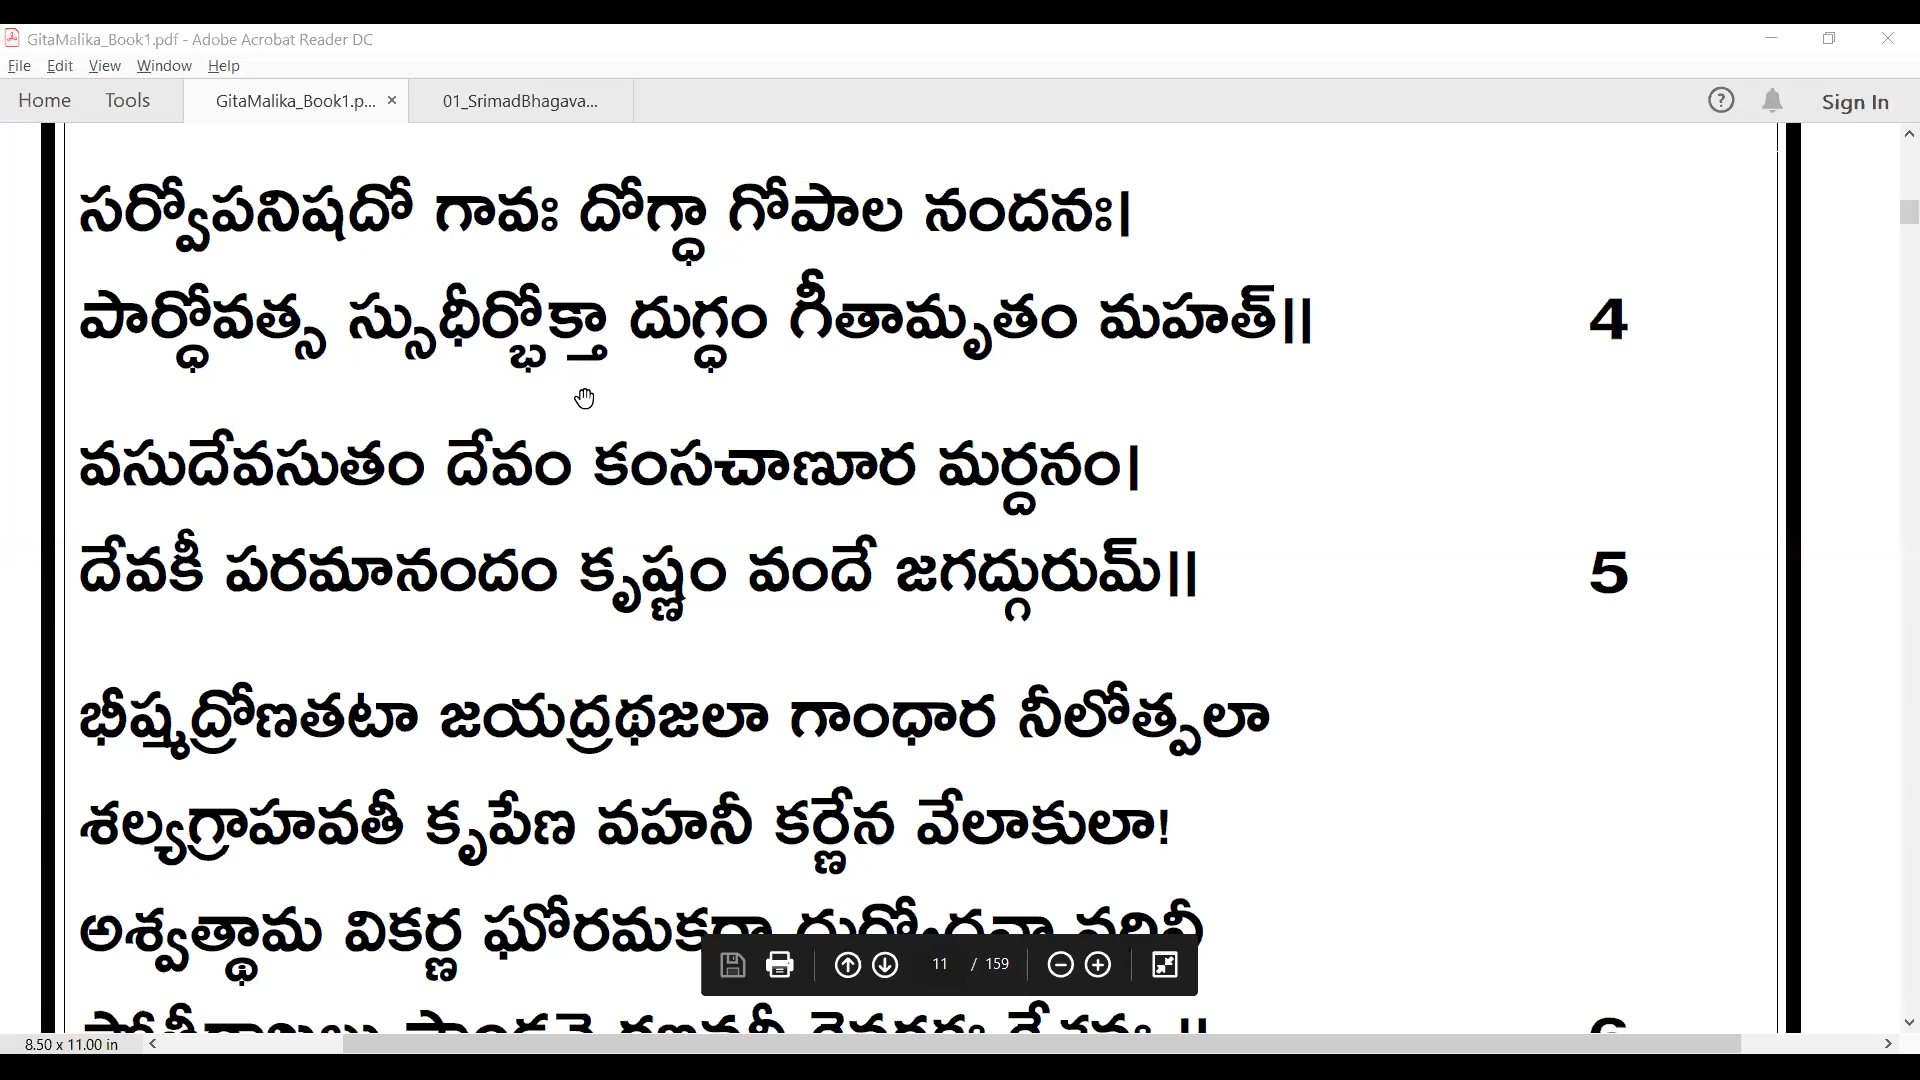 GitaMalika_Book1.pdf - Adobe Acrobat Reader DC
File Edit View Window Help
Home Tools GitaMalika_Book1.p... × 01_SrimadBhagava... ? Sign In
సర్వోపనిషదో గావః దోగ్ధా గోపాల నందనః|
పార్ధోవత్స స్సుధీర్భోక్తా దుగ్ధం గీతామృతం మహత్|| 4
వసుదేవసుతం దేవం కంసచాణూర మర్దనం|
దేవకీ పరమానందం కృష్ణం వందే జగద్గురుమ్|| 5
భీష్మద్రోణతటా జయద్రథజలా గాంధార నీలోత్పలా
శల్యగ్రాహవతీ కృపేణ వహనీ కర్ణేన వేలాకులా!
అశ్వత్థామ వికర్ణ ఘోరమకరా
11 / 159
8.50 x 11.00 in